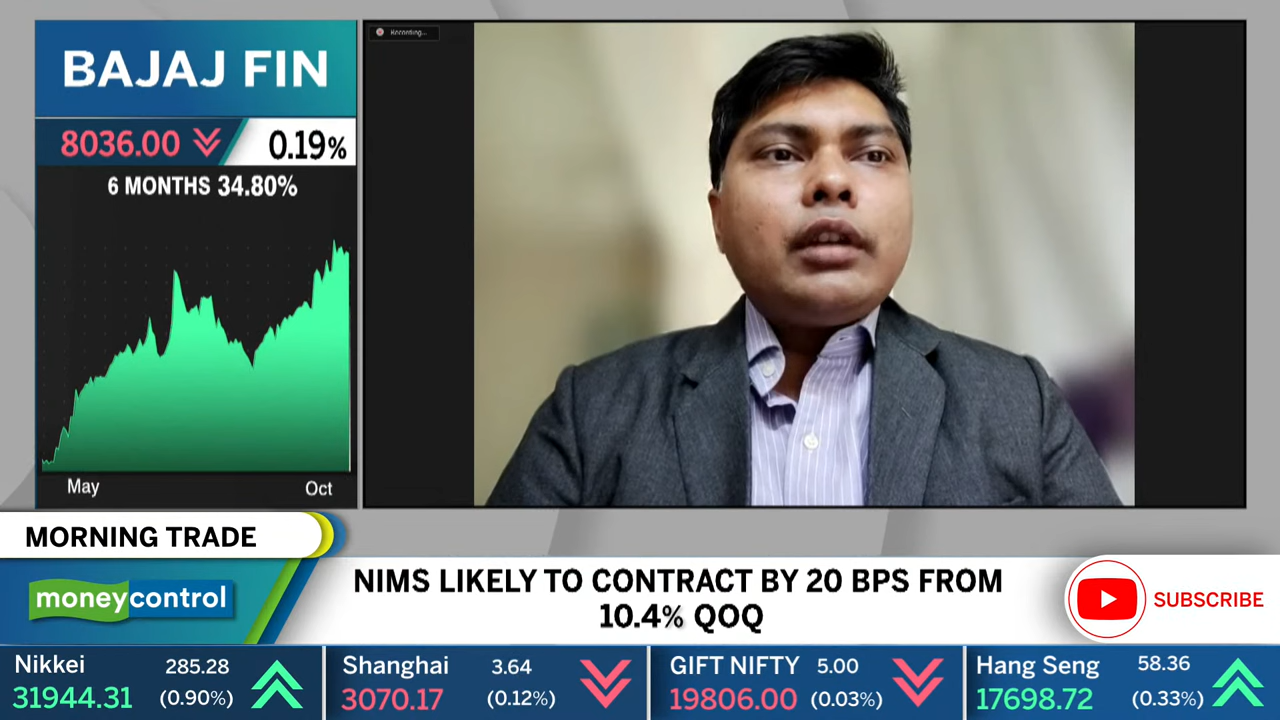 BAJAJ FIN
8036.00 0.19%
6 MONTHS 34.80%
May Oct
Recording...
MORNING TRADE
moneycontrol
NIMS LIKELY TO CONTRACT BY 20 BPS FROM
10.4% QOQ
SUBSCRIBE
Nikkei 285.28
31944.31 (0.90%)
Shanghai 3.64
3070.17 (0.12%)
GIFT NIFTY 5.00
19806.00 (0.03%)
Hang Seng 58.36
17698.72 (0.33%)